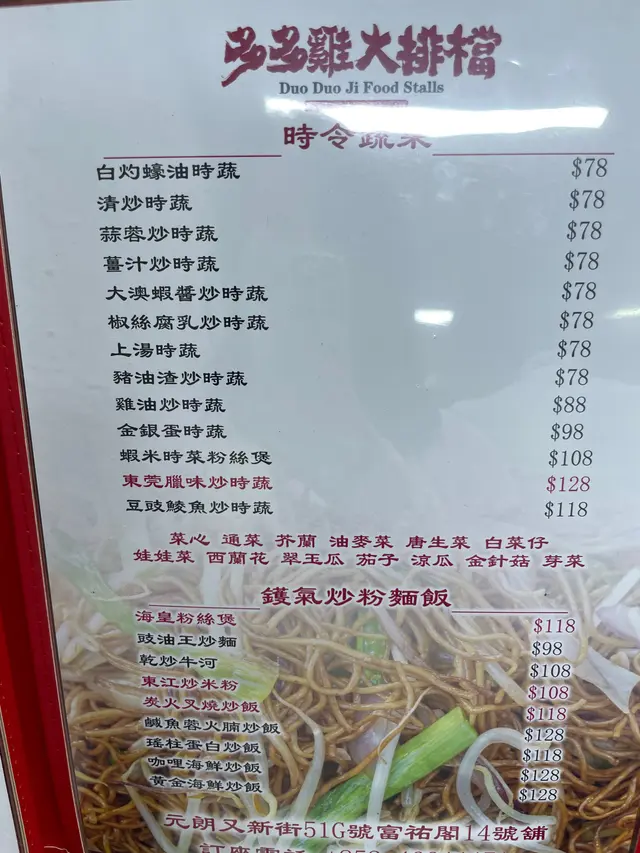 多多雞大排檔
Duo Duo Ji Food Stalls
時令蔬菜
白灼蠔油時蔬 $78
清炒時蔬 $78
蒜蓉炒時蔬 $78
薑汁炒時蔬 $78
大澳蝦醬炒時蔬 $78
椒絲腐乳炒時蔬 $78
上湯時蔬 $78
豬油渣炒時蔬 $78
雞油炒時蔬 $88
金銀蛋時蔬 $98
蝦米時菜粉絲煲 $108
東莞臘味炒時蔬 $128
豆豉鯪魚炒時蔬 $118
菜心 通菜 芥蘭 油麥菜 唐生菜 白菜仔
娃娃菜 西蘭花 翠玉瓜 茄子 涼瓜 金針菇 芽菜
鑊氣炒粉麵飯
海皇粉絲煲 $118
豉油王炒麵 $98
乾炒牛河 $108
東江炒米粉 $108
炭火叉燒炒飯 $118
鹹魚蓉火腩炒飯 $128
瑤柱蛋白炒飯 $118
咖哩海鮮炒飯 $128
黃金海鮮炒飯 $128
元朗又新街51G號富祐閣14號舖